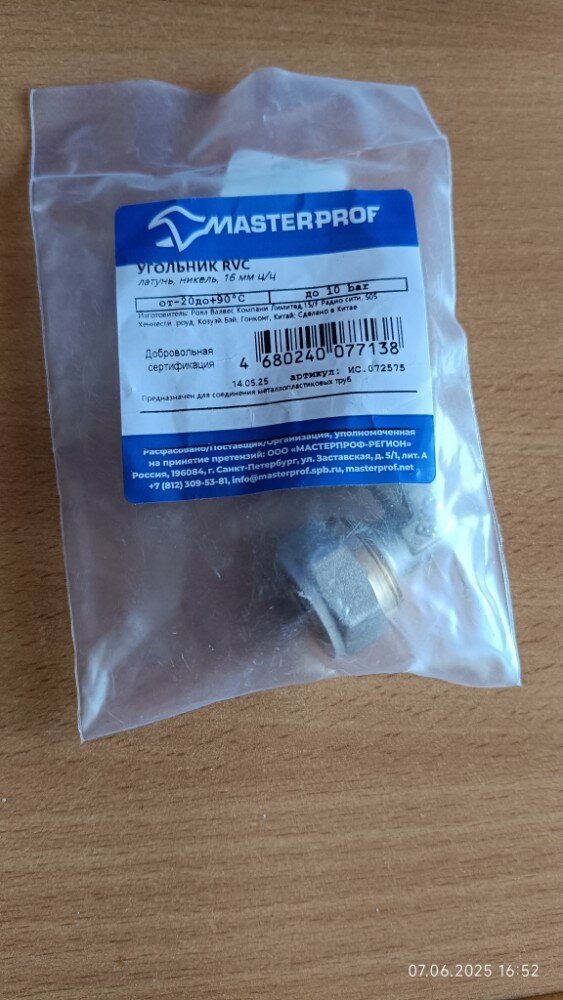 MASTERPROF
УГОЛЬНИК RVC
латунь, никель, 16 мм ц/ц
от-20до+90°C до 10 bar
Изготовитель: Роял Валвес Компани Лимитед, 15/F Радио сити, 505
Хеннесги роуд, Козуэй Бэй, Гонконг, Китай; Сделано в Китае
Добровольная
сертификация
4 680240 077138
14.05.25 артикул: ИС.072575
Предназначен для соединения металлопластиковых труб
Расфасовано/Поставщик/Организация, уполномоченная
на принятие претензий: ООО «МАСТЕРПРОФ-РЕГИОН»
Россия, 196084, г. Санкт-Петербург, ул. Заставская, д. 5/1, лит. А
+7 (812) 309-53-81, info@masterprof.spb.ru, masterprof.net
07.06.2025 16:52